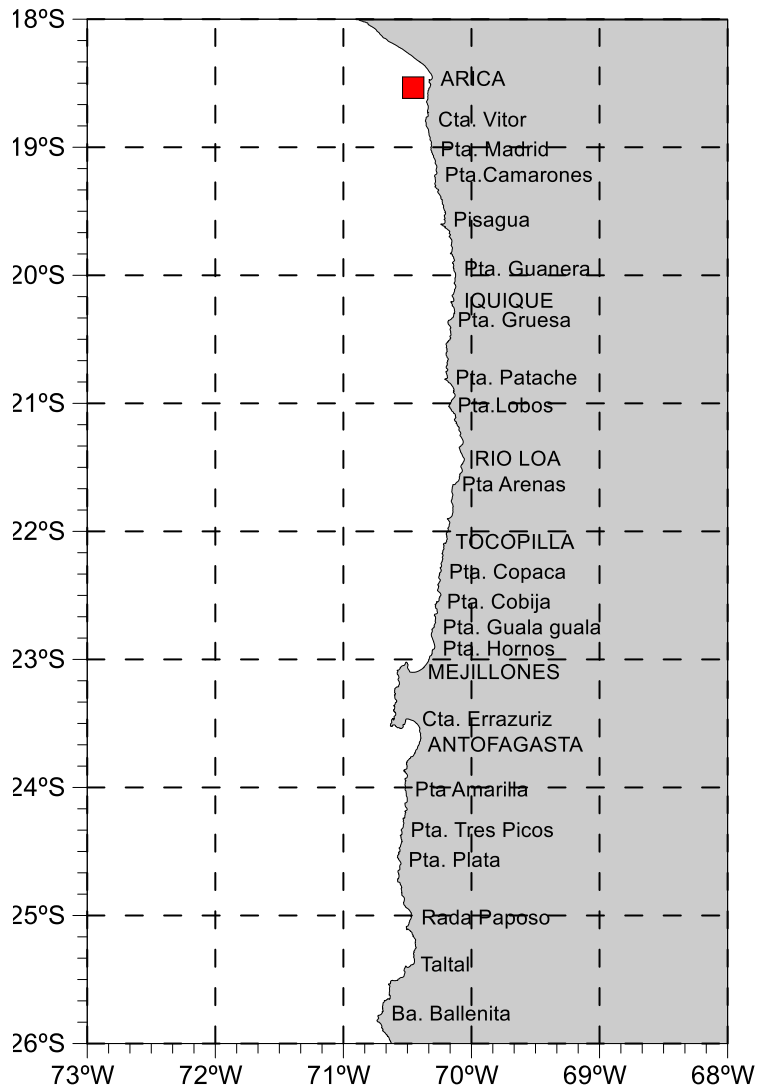 18ºS
ARICA
Cta. Vitor
19ºS
Pta. Madrid
Pta.Camarones
Pisagua
20ºS
Pta. Guanera
IQUIQUE
Pta. Gruesa
Pta. Patache
21ºS
Pta.Lobos
RIO LOA
Pta Arenas
22ºS
TOCOPILLA
Pta. Copaca
Pta. Cobija
Pta. Guala guala
Pta. Hornos
23ºS
MEJILLONES
Cta. Errazuriz
ANTOFAGASTA
24ºS
Pta Amarilla
Pta. Tres Picos
Pta. Plata
25ºS
Rada Paposo
Taltal
Ba. Ballenita
26ºS
73ºW 72ºW 71ºW 70ºW 69ºW 68ºW